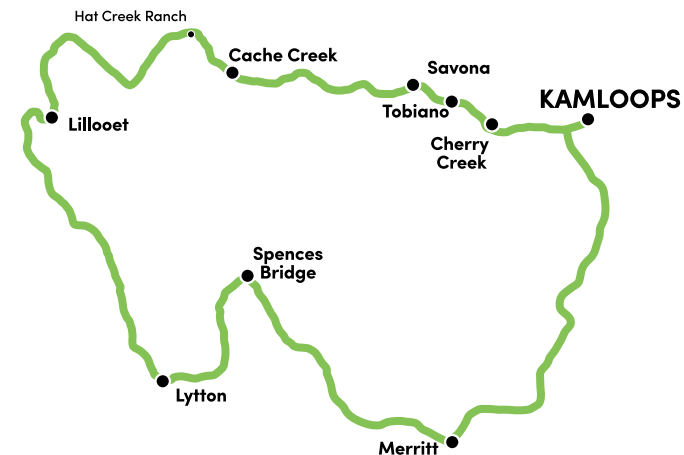 Hat Creek Ranch
Cache Creek
Savona
Tobiano
KAMLOOPS
Lillooet
Cherry
Creek
Spences
Bridge
Lytton
Merritt